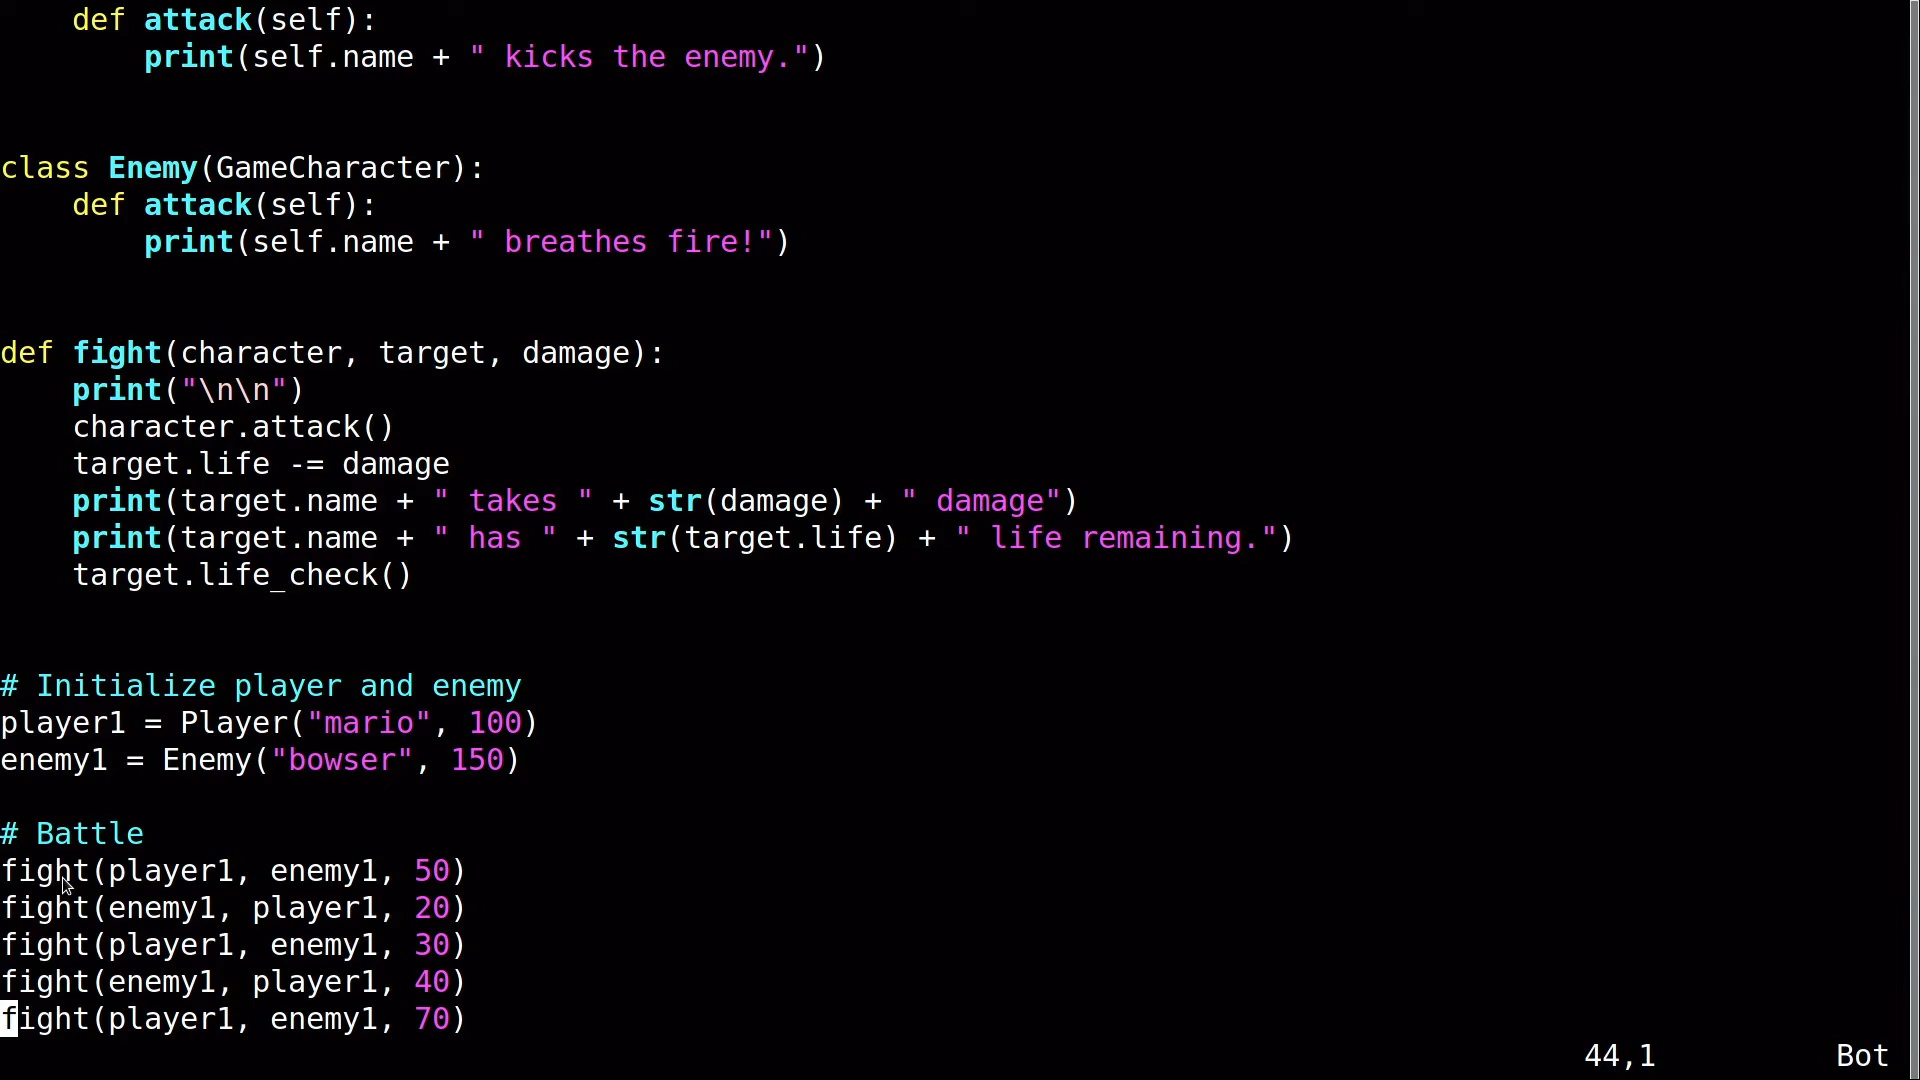 def attack(self):
        print(self.name + " kicks the enemy.")
class Enemy(GameCharacter):
    def attack(self):
        print(self.name + " breathes fire!")
def fight(character, target, damage):
    print("\n\n")
    character.attack()
    target.life -= damage
    print(target.name + " takes " + str(damage) + " damage")
    print(target.name + " has " + str(target.life) + " life remaining.")
    target.life_check()
# Initialize player and enemy
player1 = Player("mario", 100)
enemy1 = Enemy("bowser", 150)
# Battle
fight(player1, enemy1, 50)
fight(enemy1, player1, 20)
fight(player1, enemy1, 30)
fight(enemy1, player1, 40)
fight(player1, enemy1, 70)
44,1 Bot